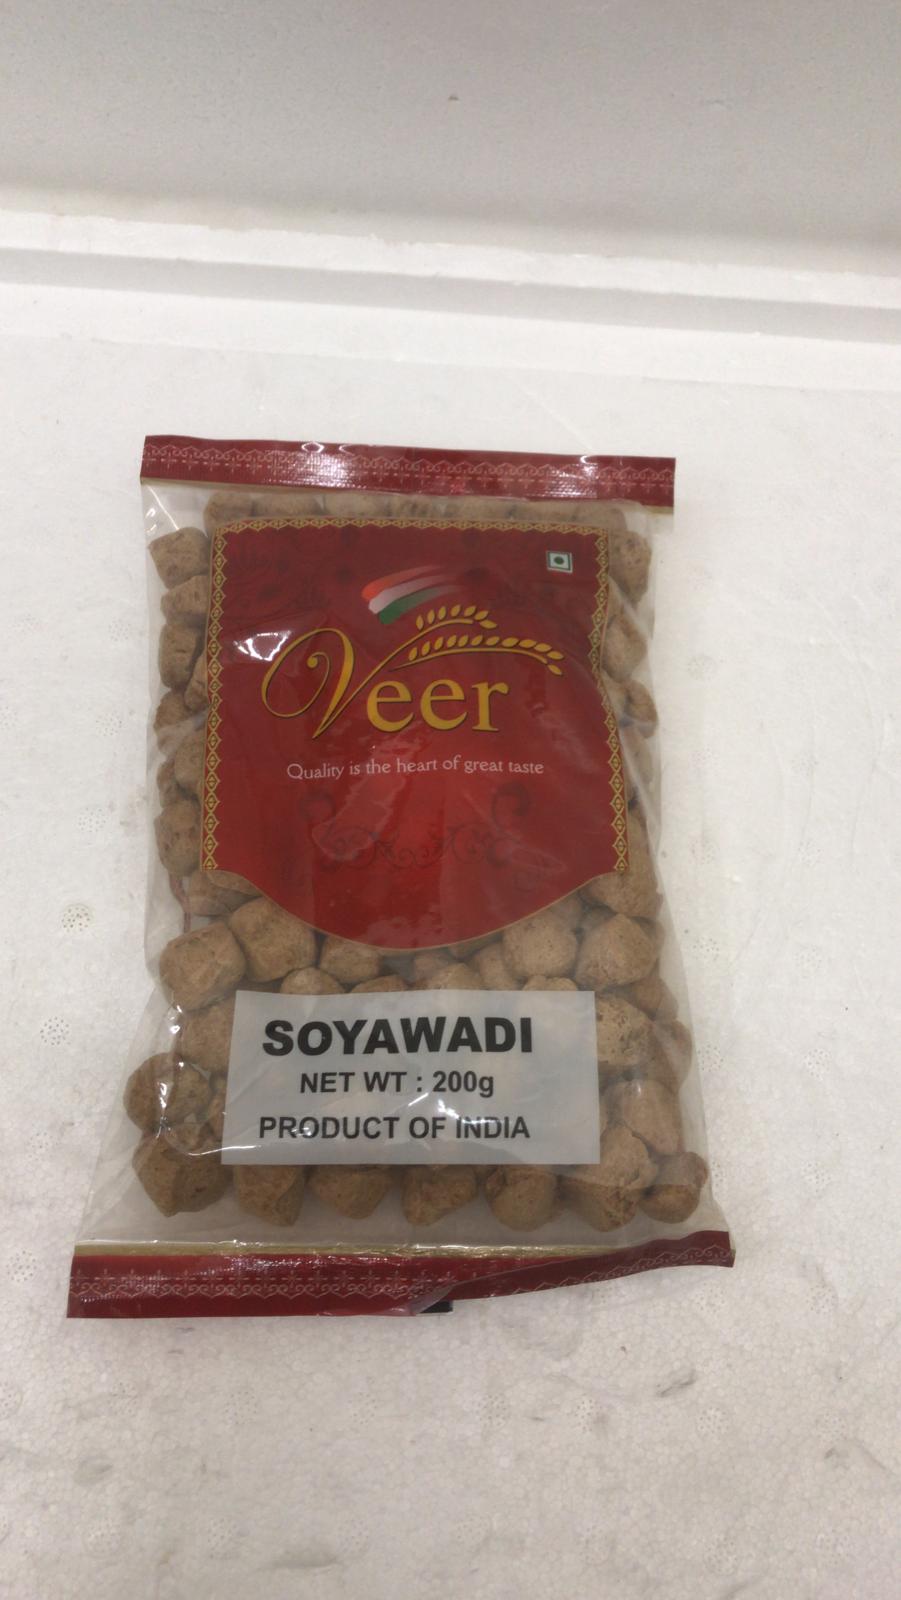 Veer
Quality is the heart of great taste
SOYAWADI
NET WT : 200g
PRODUCT OF INDIA